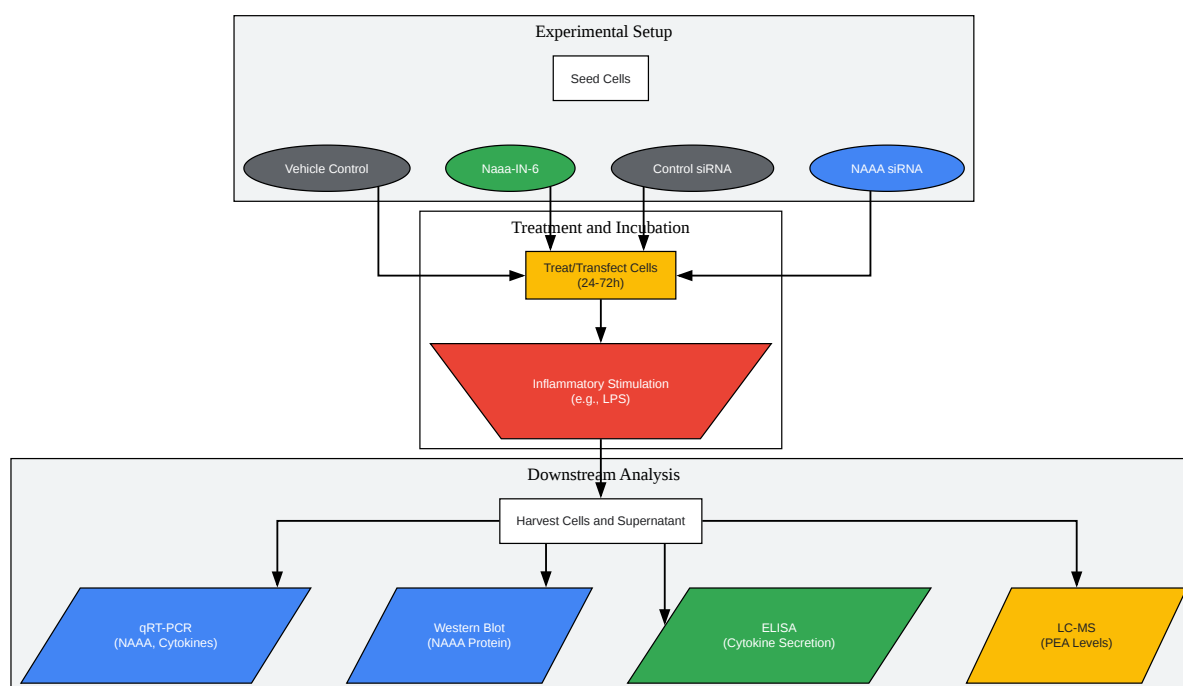 Experimental Setup
Seed Cells
Vehicle Control
Naaa-IN-6
Control siRNA
NAAA siRNA
Treatment and Incubation
Treat/Transfect Cells
(24-72h)
Inflammatory Stimulation
(e.g., LPS)
Downstream Analysis
Harvest Cells and Supernatant
qRT-PCR
(NAAA, Cytokines)
Western Blot
(NAAA Protein)
ELISA
(Cytokine Secretion)
LC-MS
(PEA Levels)